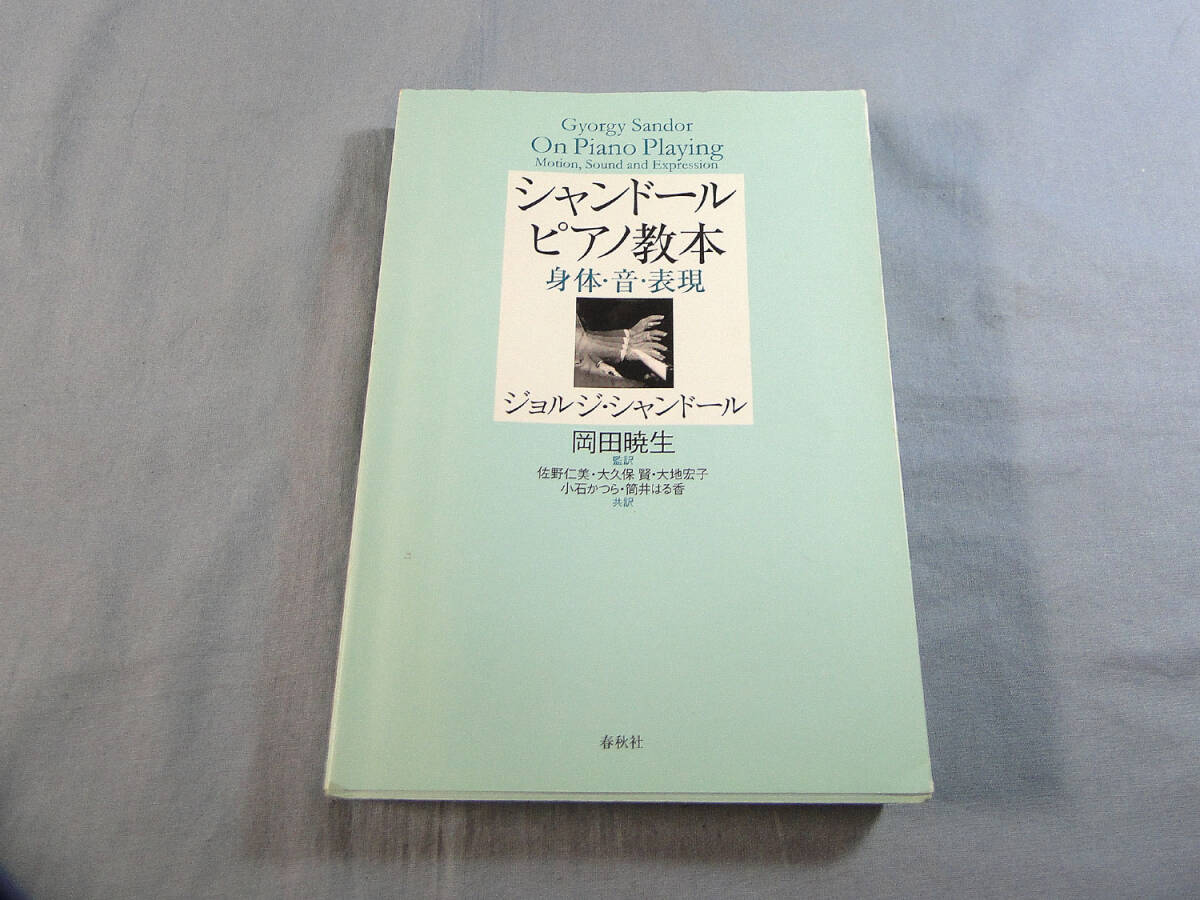 Gyorgy Sandor
On Piano Playing
Motion, Sound and Expression
シャンドール
ピアノ教本
身体・音・表現
ジョルジ・シャンドール
岡田暁生
監訳
佐野仁美・大久保 賢・大地宏子
小石かつら・筒井はる香
共訳
春秋社